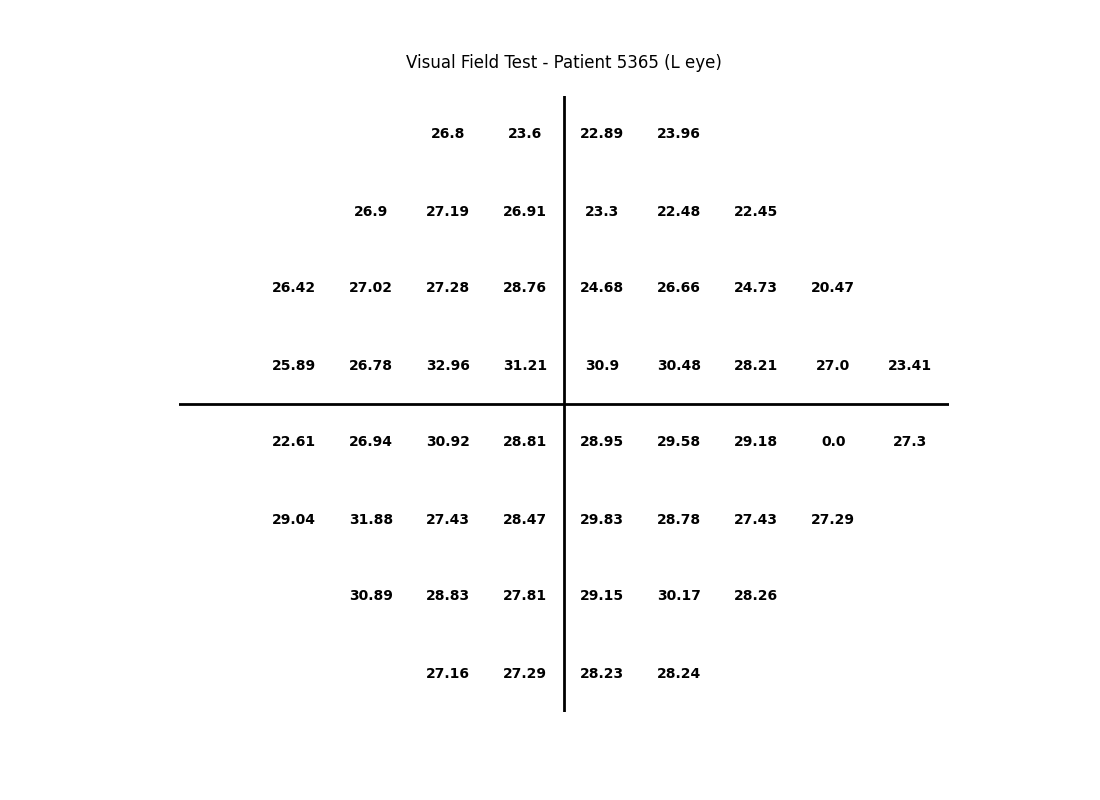 Visual Field Test - Patient 5365 (L eye)
26.8 23.6 22.89 23.96
26.9 27.19 26.91 23.3 22.48 22.45
26.42 27.02 27.28 28.76 24.68 26.66 24.73 20.47
25.89 26.78 32.96 31.21 30.9 30.48 28.21 27.0 23.41
22.61 26.94 30.92 28.81 28.95 29.58 29.18 0.0 27.3
29.04 31.88 27.43 28.47 29.83 28.78 27.43 27.29
30.89 28.83 27.81 29.15 30.17 28.26
27.16 27.29 28.23 28.24